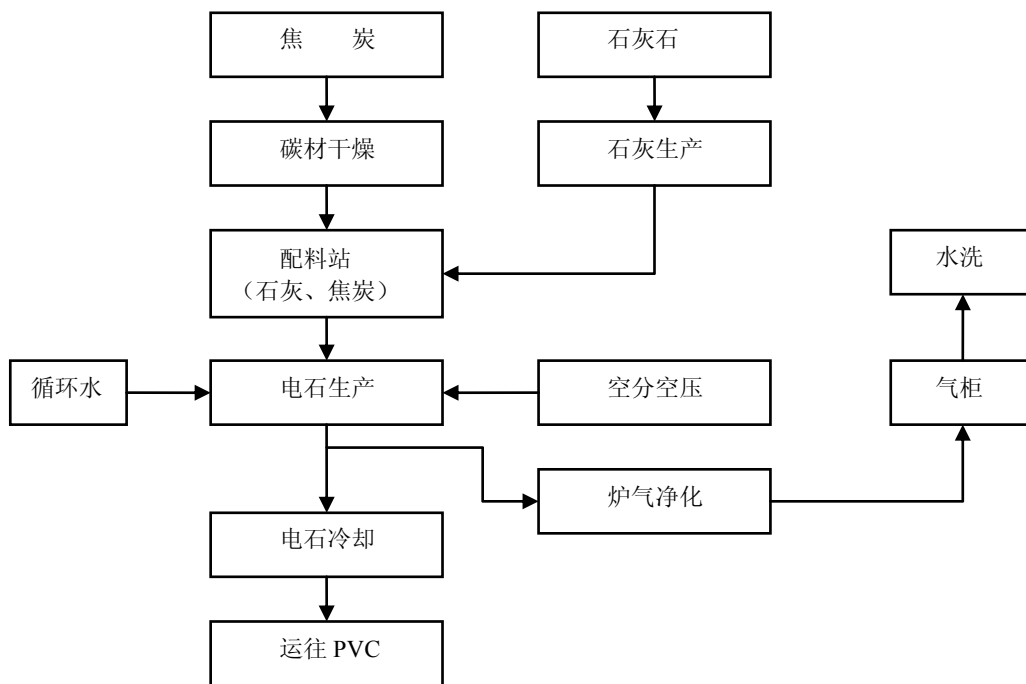 焦 炭
石灰石
碳材干燥
石灰生产
配料站
（石灰、焦炭）
水洗
循环水
电石生产
空分空压
气柜
炉气净化
电石冷却
运往 PVC